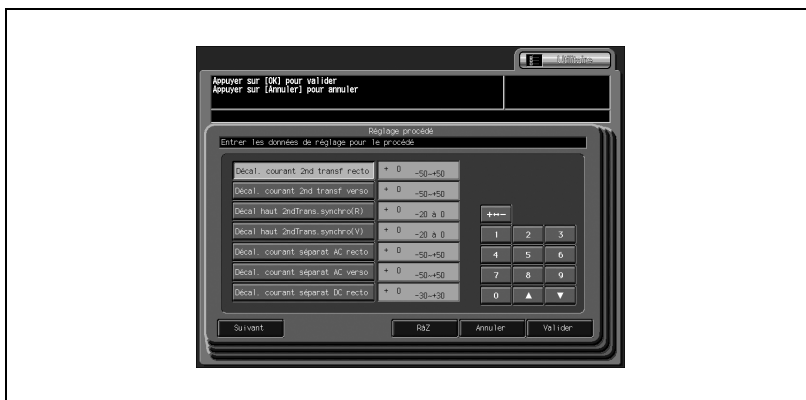 Utilitaire
Appuyer sur [OK] pour valider
Appuyer sur [Annuler] pour annuler
Réglage procédé
Entrer les données de réglage pour le procédé
Décal. courant 2nd transf recto + 0 -50~+50
Décal. courant 2nd transf verso + 0 -50~+50
Décal haut 2ndTrans.synchro(R) + 0 -20 à 0
Décal haut 2ndTrans.synchro(V) + 0 -20 à 0
Décal. courant séparat AC recto + 0 -50~+50
Décal. courant séparat AC verso + 0 -50~+50
Décal. courant séparat DC recto + 0 -30~+30
+↔-
1 2 3
4 5 6
7 8 9
0 ▲ ▼
Suivant RàZ Annuler Valider